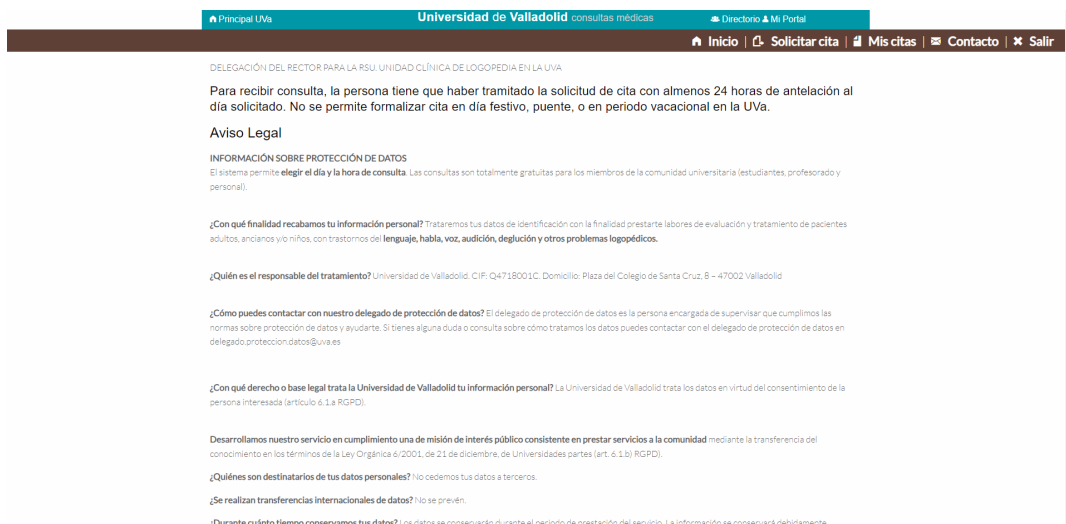 Principal UVa Universidad de Valladolid consultas médicas Directorio Mi Portal
Inicio | Solicitar cita | Mis citas | Contacto | Salir
DELEGACIÓN DEL RECTOR PARA LA RSU. UNIDAD CLÍNICA DE LOGOPEDIA EN LA UVA
Para recibir consulta, la persona tiene que haber tramitado la solicitud de cita con almenos 24 horas de antelación al
día solicitado. No se permite formalizar cita en día festivo, puente, o en periodo vacacional en la UVa.
Aviso Legal
INFORMACIÓN SOBRE PROTECCIÓN DE DATOS
El sistema permite elegir el día y la hora de consulta. Las consultas son totalmente gratuitas para los miembros de la comunidad universitaria (estudiantes, profesorado y
personal).
¿Con qué finalidad recabamos tu información personal? Trataremos tus datos de identificación con la finalidad prestarte labores de evaluación y tratamiento de pacientes
adultos, ancianos y/o niños, con trastornos del lenguaje, habla, voz, audición, deglución y otros problemas logopédicos.
¿Quién es el responsable del tratamiento? Universidad de Valladolid. CIF: Q4718001C. Domicilio: Plaza del Colegio de Santa Cruz, 8 – 47002 Valladolid
¿Cómo puedes contactar con nuestro delegado de protección de datos? El delegado de protección de datos es la persona encargada de supervisar que cumplimos las
normas sobre protección de datos y ayudarte. Si tienes alguna duda o consulta sobre cómo tratamos los datos puedes contactar con el delegado de protección de datos en
delegado.proteccion.datos@uva.es
¿Con qué derecho o base legal trata la Universidad de Valladolid tu información personal? La Universidad de Valladolid trata los datos en virtud del consentimiento de la
persona interesada (artículo 6.1.a RGPD).
Desarrollamos nuestro servicio en cumplimiento una de misión de interés público consistente en prestar servicios a la comunidad mediante la transferencia del
conocimiento en los términos de la Ley Orgánica 6/2001, de 21 de diciembre, de Universidades partes (art. 6.1.b) RGPD).
¿Quiénes son destinatarios de tus datos personales? No cedemos tus datos a terceros.
¿Se realizan transferencias internacionales de datos? No se prevén.
¿Durante cuánto tiempo conservamos tus datos? Los datos se conservarán durante el periodo de prestación del servicio. La información se conservará debidamente